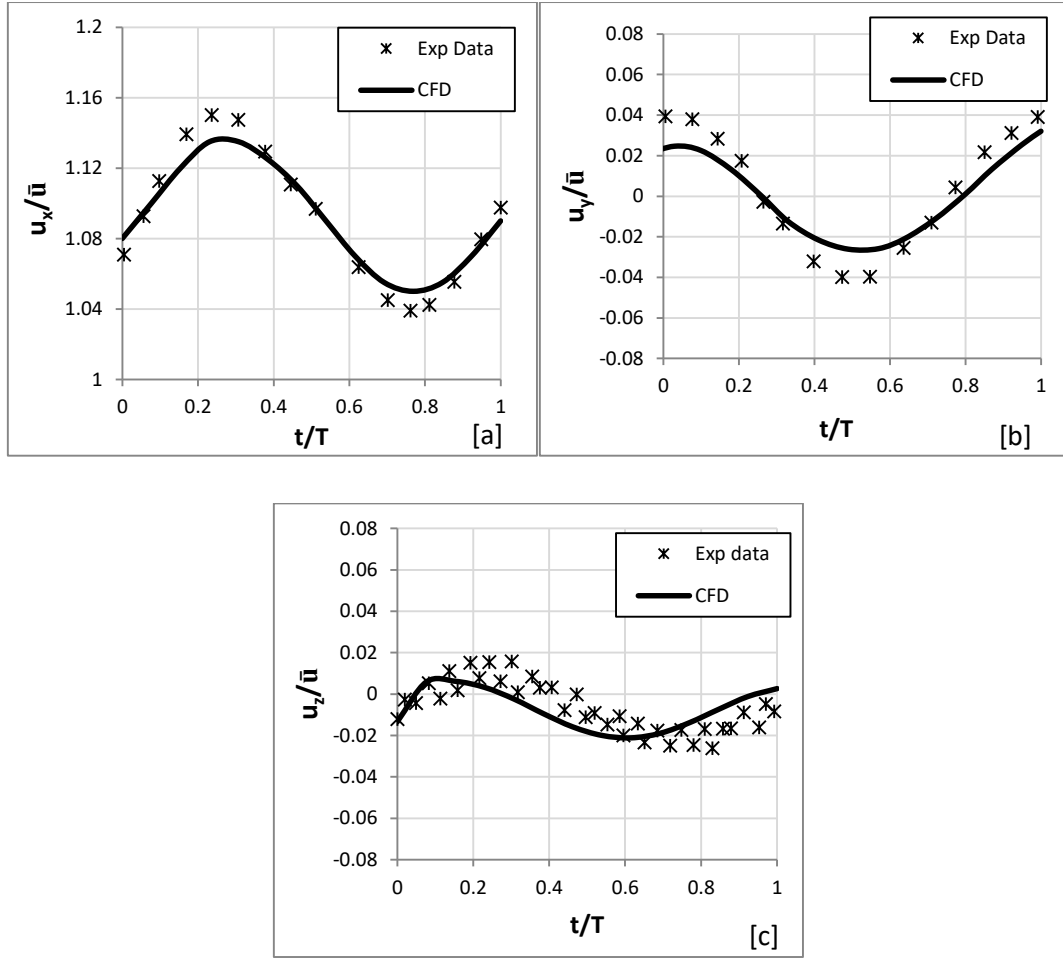 1.2
1.16
1.12
1.08
1.04
1
0
0.2
0.4
0.6
0.8
1
uₓ/ū
t/T
Exp Data
CFD
[a]
0.08
0.06
0.04
0.02
0
-0.02
-0.04
-0.06
-0.08
0
0.2
0.4
0.6
0.8
1
u_y/ū
t/T
Exp Data
CFD
[b]
0.08
0.06
0.04
0.02
0
-0.02
-0.04
-0.06
-0.08
0
0.2
0.4
0.6
0.8
1
u_z/ū
t/T
Exp data
CFD
[c]